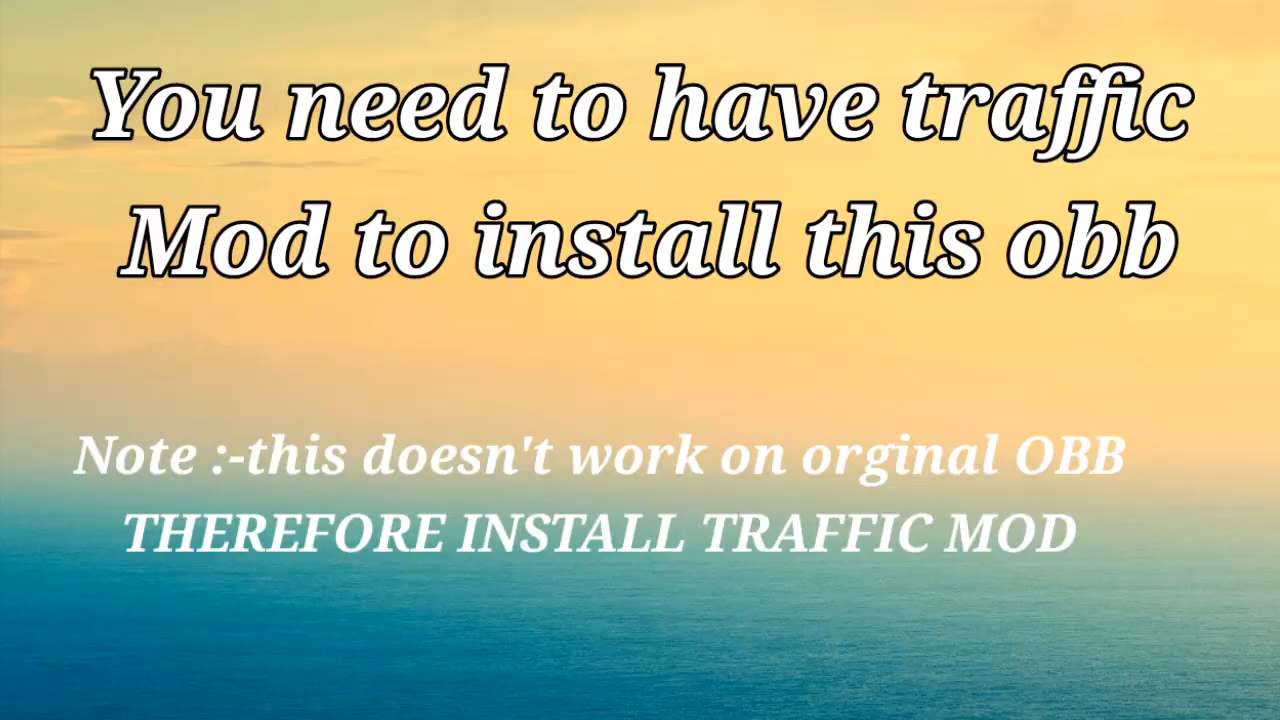 You need to have traffic
Mod to install this obb
Note :-this doesn't work on orginal OBB
THEREFORE INSTALL TRAFFIC MOD